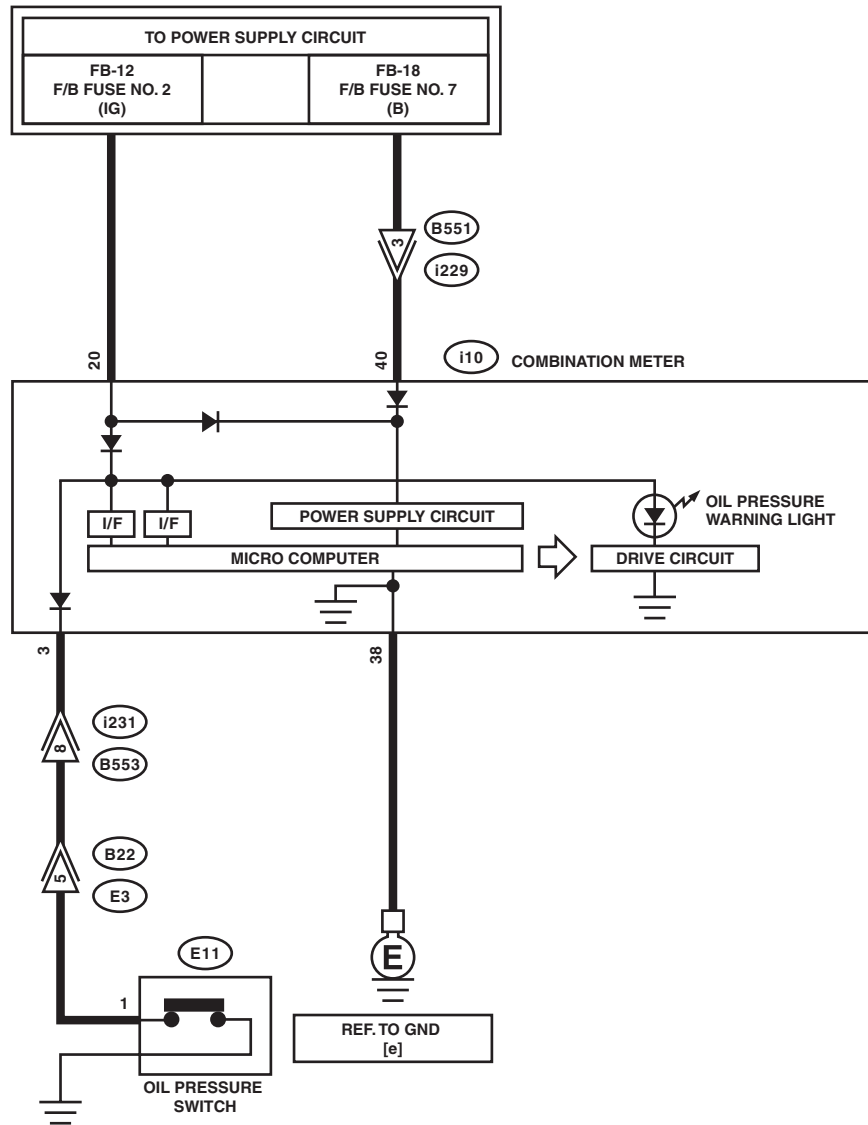 TO POWER SUPPLY CIRCUIT
FB-12
F/B FUSE NO. 2
(IG)
FB-18
F/B FUSE NO. 7
(B)
3
B551
i229
20
40
i10
COMBINATION METER
I/F
I/F
POWER SUPPLY CIRCUIT
OIL PRESSURE
WARNING LIGHT
MICRO COMPUTER
DRIVE CIRCUIT
3
38
8
i231
B553
5
B22
E3
E11
E
1
REF. TO GND
[e]
OIL PRESSURE
SWITCH